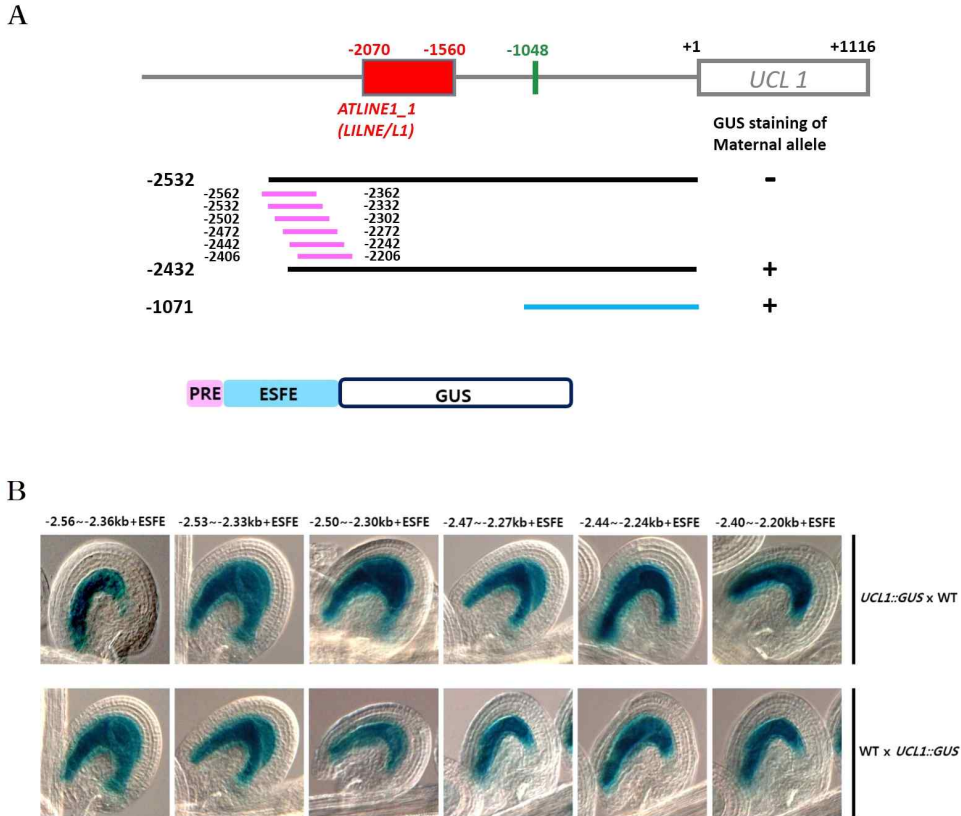 A
-2070 -1560 -1048 +1 +1116
UCL 1
ATLINE1_1
(LILNE/L1)
GUS staining of
Maternal allele
-2532 -
-2562 -2362
-2532 -2332
-2502 -2302
-2472 -2272
-2442 -2242
-2406 -2206
-2432 +
-1071 +
PRE ESFE GUS
B
-2.56~-2.36kb+ESFE -2.53~-2.33kb+ESFE -2.50~-2.30kb+ESFE -2.47~-2.27kb+ESFE -2.44~-2.24kb+ESFE -2.40~-2.20kb+ESFE
UCL1::GUS x WT
WT x UCL1::GUS